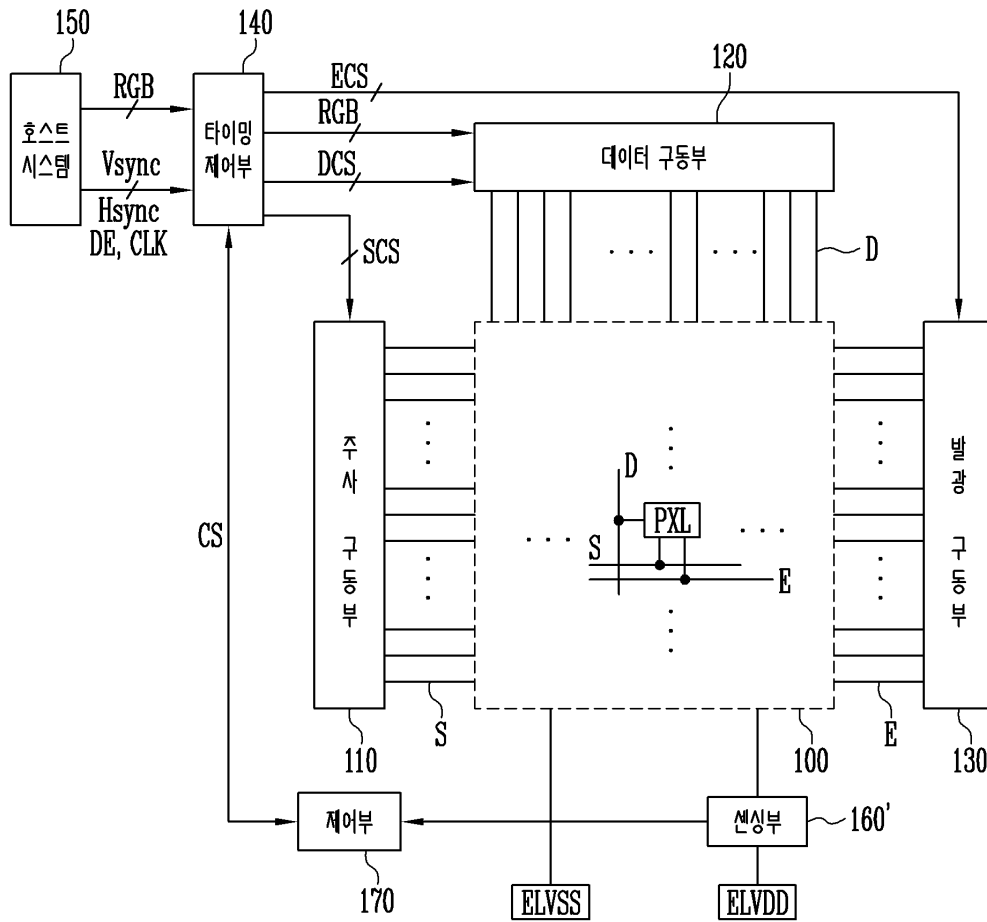 150
140
120
ECS
RGB
RGB
호스트
시스템
타이밍
제어부
데이터 구동부
Vsync
DCS
Hsync
DE, CLK
SCS
D
주사 구동부
발광 구동부
D
PXL
S
E
CS
S
E
110
100
130
제어부
센싱부
160'
170
ELVSS
ELVDD